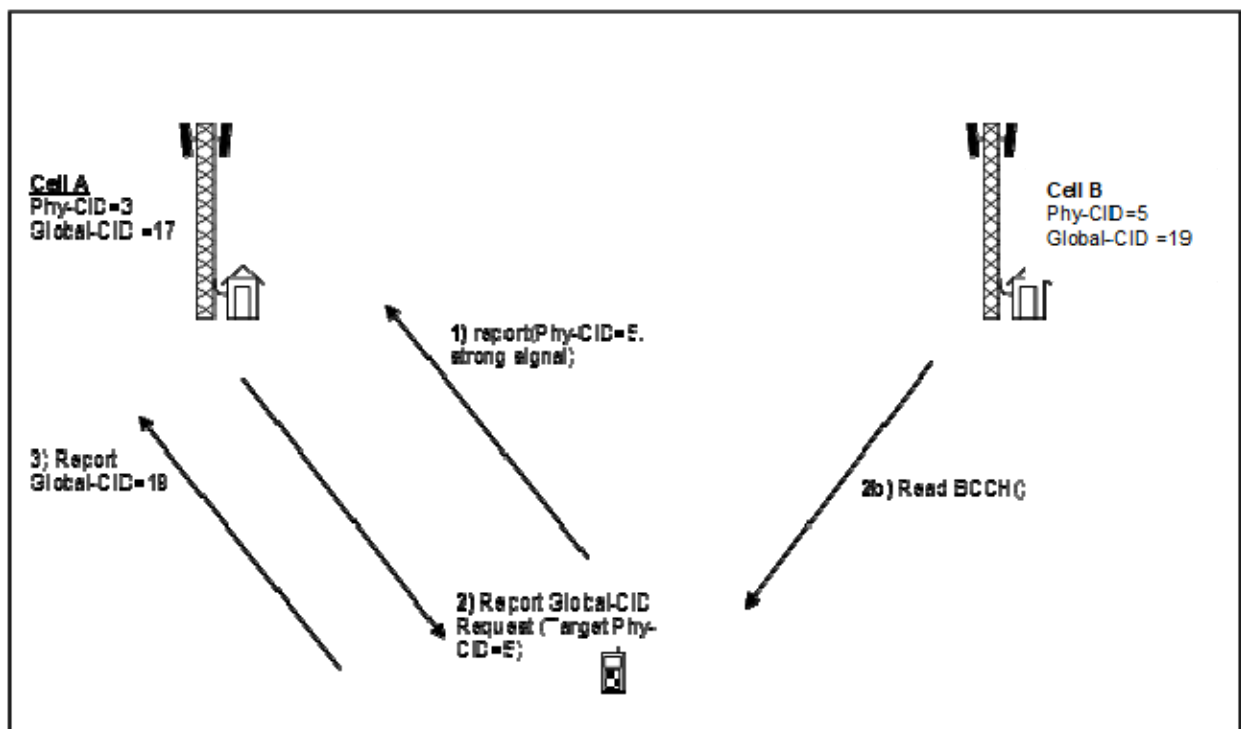 Cell A
Phy-CID=3
Global-CID =17
Cell B
Phy-CID=5
Global-CID =19
1) report(Phy-CID=5,
strong signal)
3) Report
Global-CID=19
2b) Read BCCH()
2) Report Global-CID
Request (Target Phy-
CID=5)